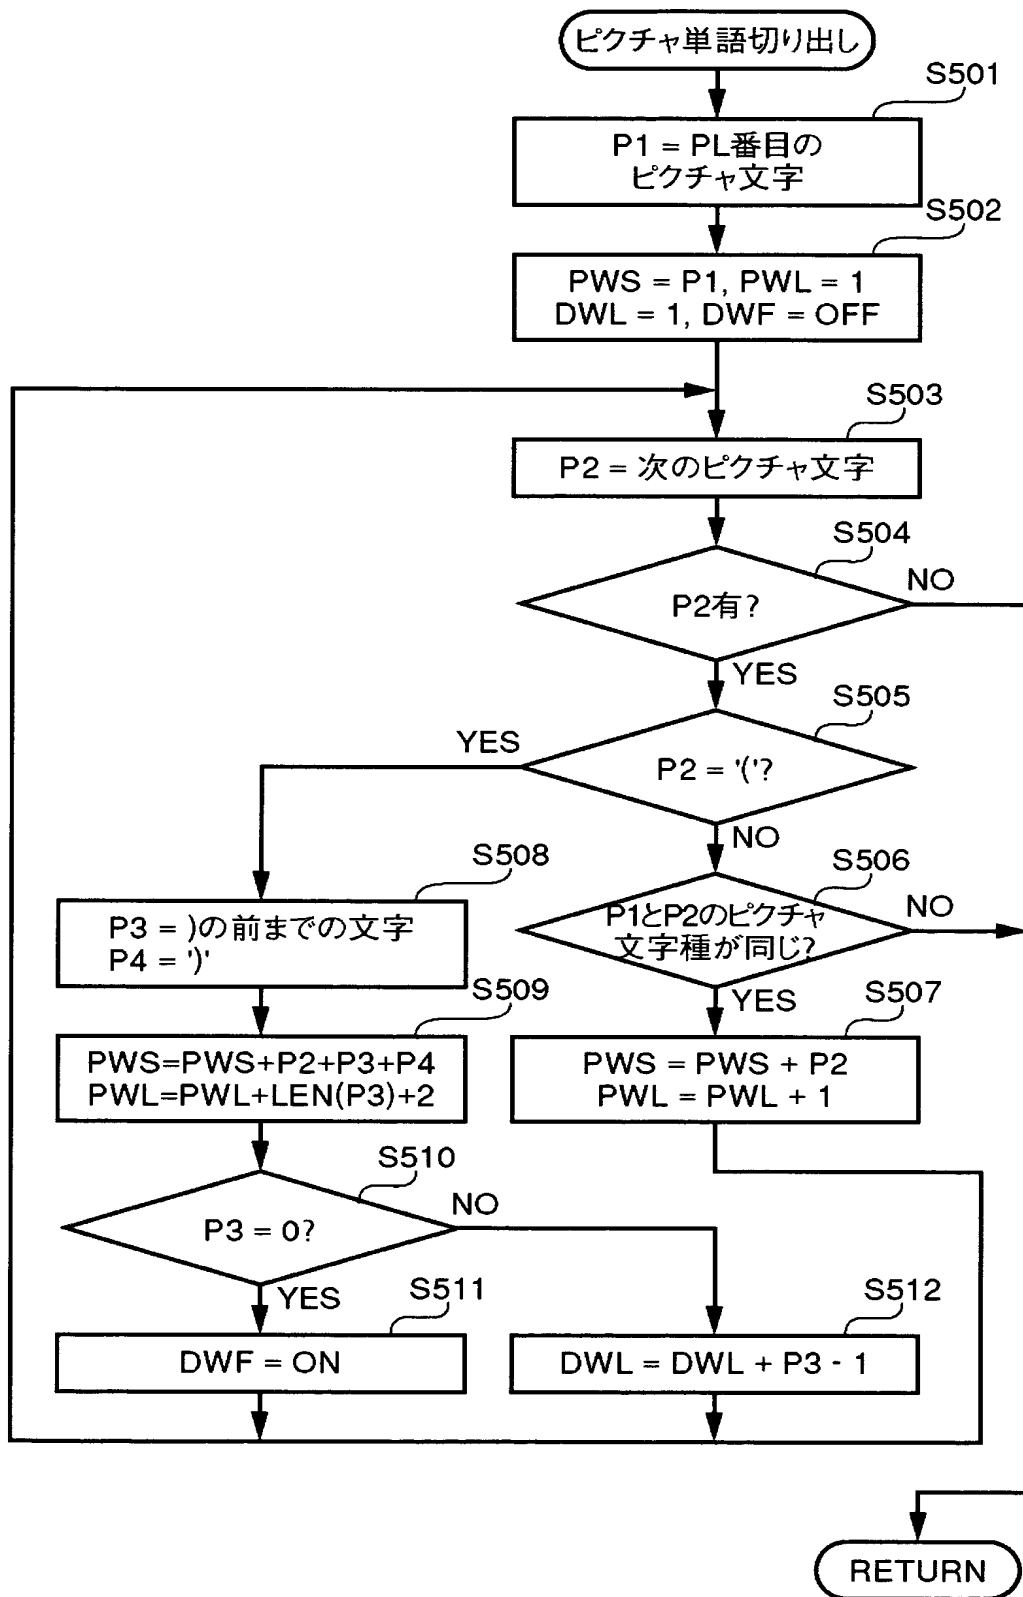 ピクチャ単語切り出し
S501
P1 = PL番目の
ピクチャ文字
S502
PWS = P1, PWL = 1
DWL = 1, DWF = OFF
S503
P2 = 次のピクチャ文字
S504
P2有?
NO
YES
S505
P2 = '('?
YES
NO
S506
P1とP2のピクチャ
文字種が同じ?
NO
YES
S507
PWS = PWS + P2
PWL = PWL + 1
S508
P3 = )の前までの文字
P4 = ')'
S509
PWS=PWS+P2+P3+P4
PWL=PWL+LEN(P3)+2
S510
P3 = 0?
NO
YES
S511
DWF = ON
S512
DWL = DWL + P3 - 1
RETURN